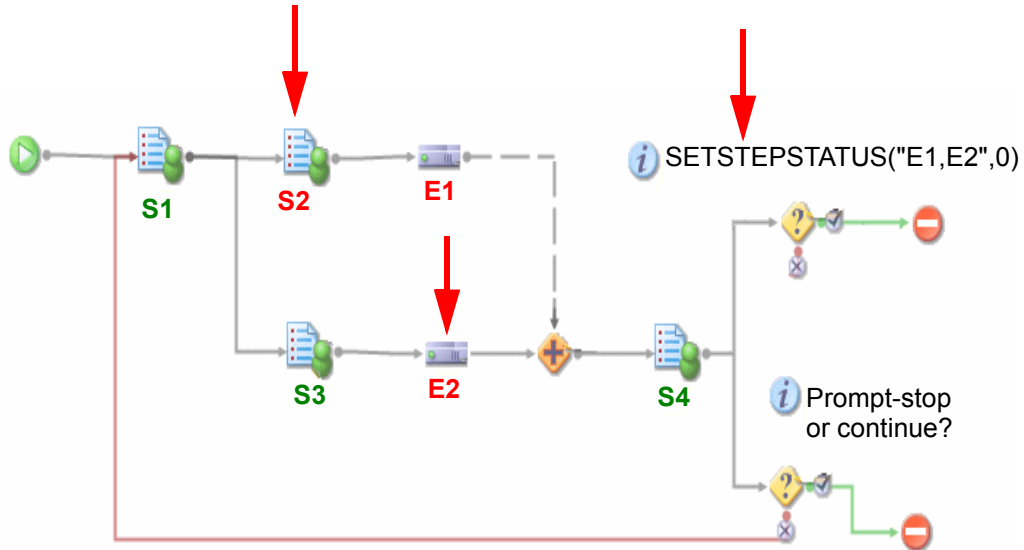 SETSTEPSTATUS("E1,E2",0)
S1
S2
E1
S3
E2
S4
Prompt-stop
or continue?